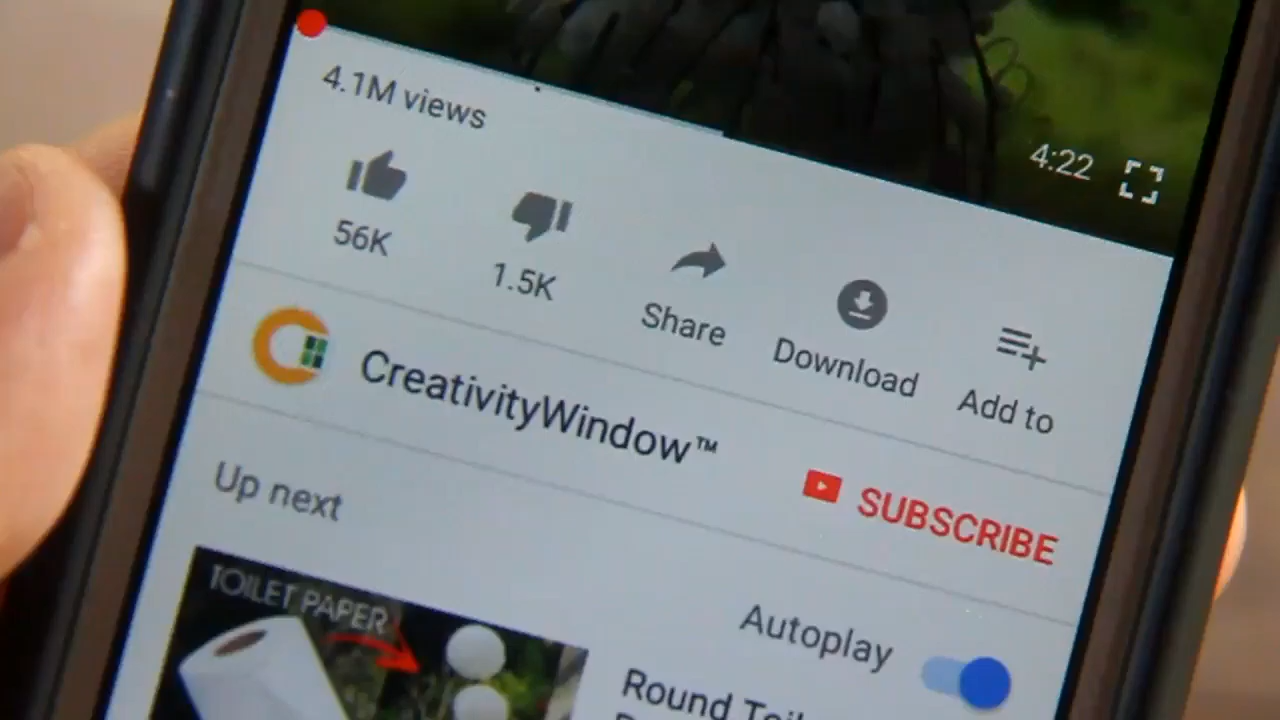 4:22
4.1M views
56K
1.5K
Share
Download
Add to
CreativityWindow™
SUBSCRIBE
Up next
Autoplay
TOILET PAPER
Round